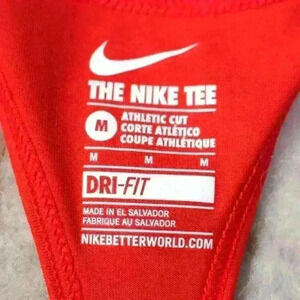 THE NIKE TEE
M
ATHLETIC CUT
CORTE ATLÉTICO
COUPE ATHLÉTIQUE
M M M
DRI-FIT
MADE IN EL SALVADOR
FABRIQUE AU SALVADOR
NIKEBETTERWORLD.COM